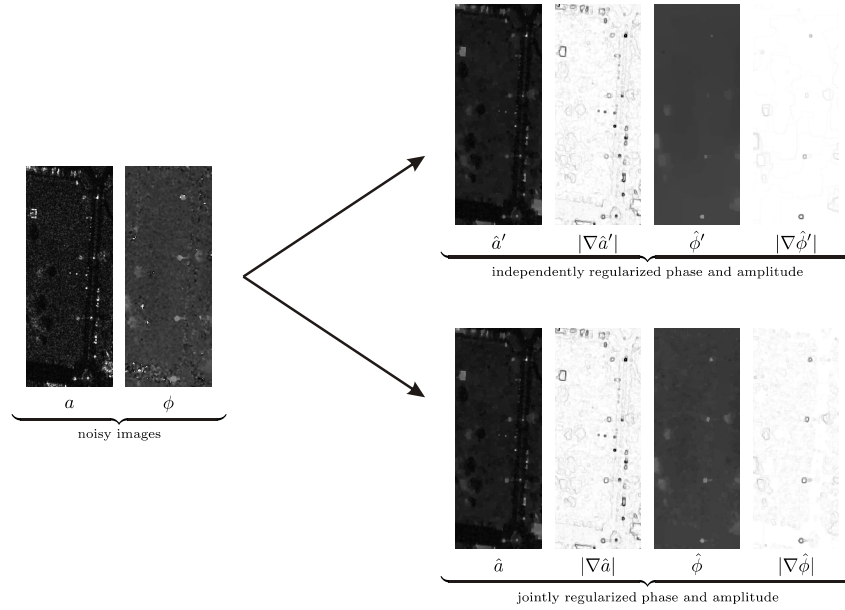 a ϕ
noisy images
â′ |∇â′| ϕ̂′ |∇ϕ̂′|
independently regularized phase and amplitude
â |∇â| ϕ̂ |∇ϕ̂|
jointly regularized phase and amplitude